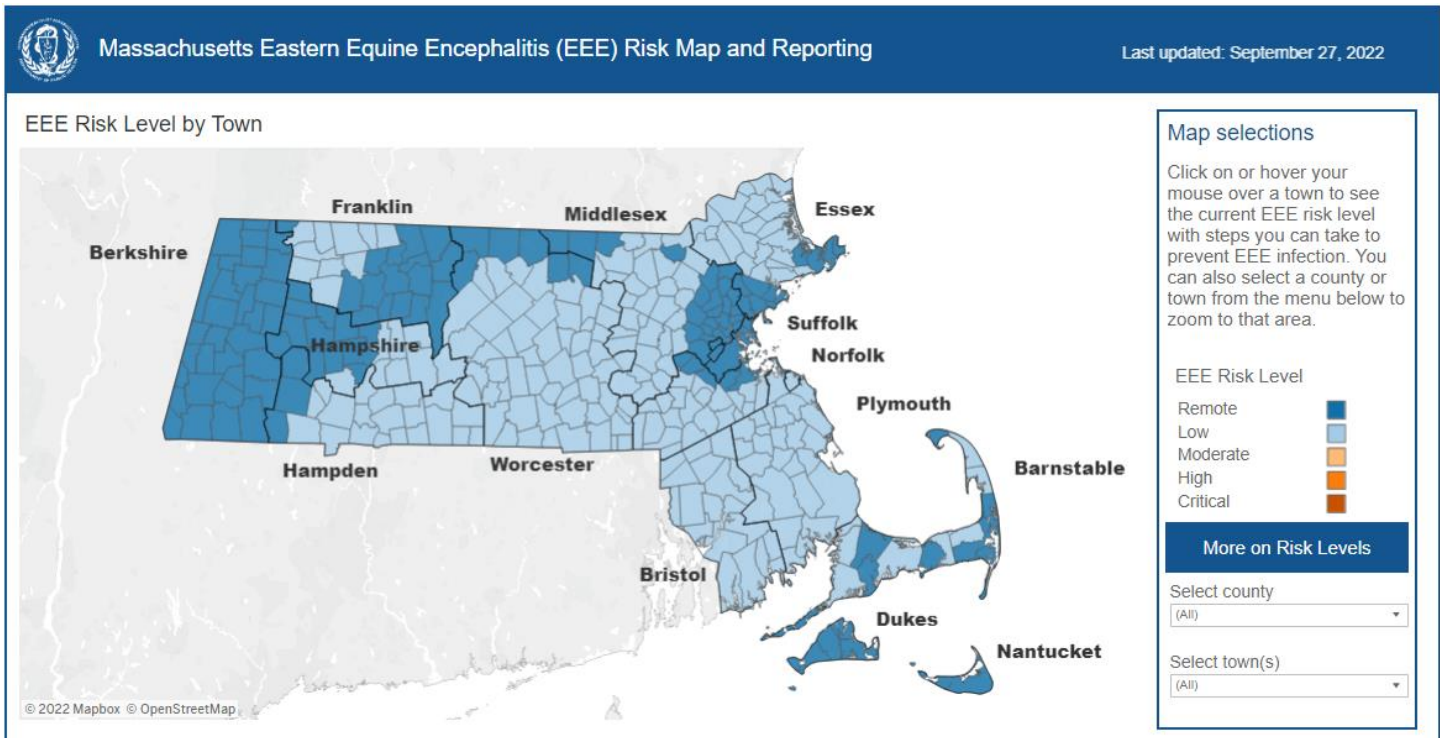 Massachusetts Eastern Equine Encephalitis (EEE) Risk Map and Reporting
Last updated: September 27, 2022
EEE Risk Level by Town
Franklin
Middlesex
Essex
Berkshire
Suffolk
Hampshire
Norfolk
Plymouth
Hampden
Worcester
Barnstable
Bristol
Dukes
Nantucket
© 2022 Mapbox © OpenStreetMap
Map selections
Click on or hover your
mouse over a town to see
the current EEE risk level
with steps you can take to
prevent EEE infection. You
can also select a county or
town from the menu below to
zoom to that area.
EEE Risk Level
Remote
Low
Moderate
High
Critical
More on Risk Levels
Select county
(All)
Select town(s)
(All)